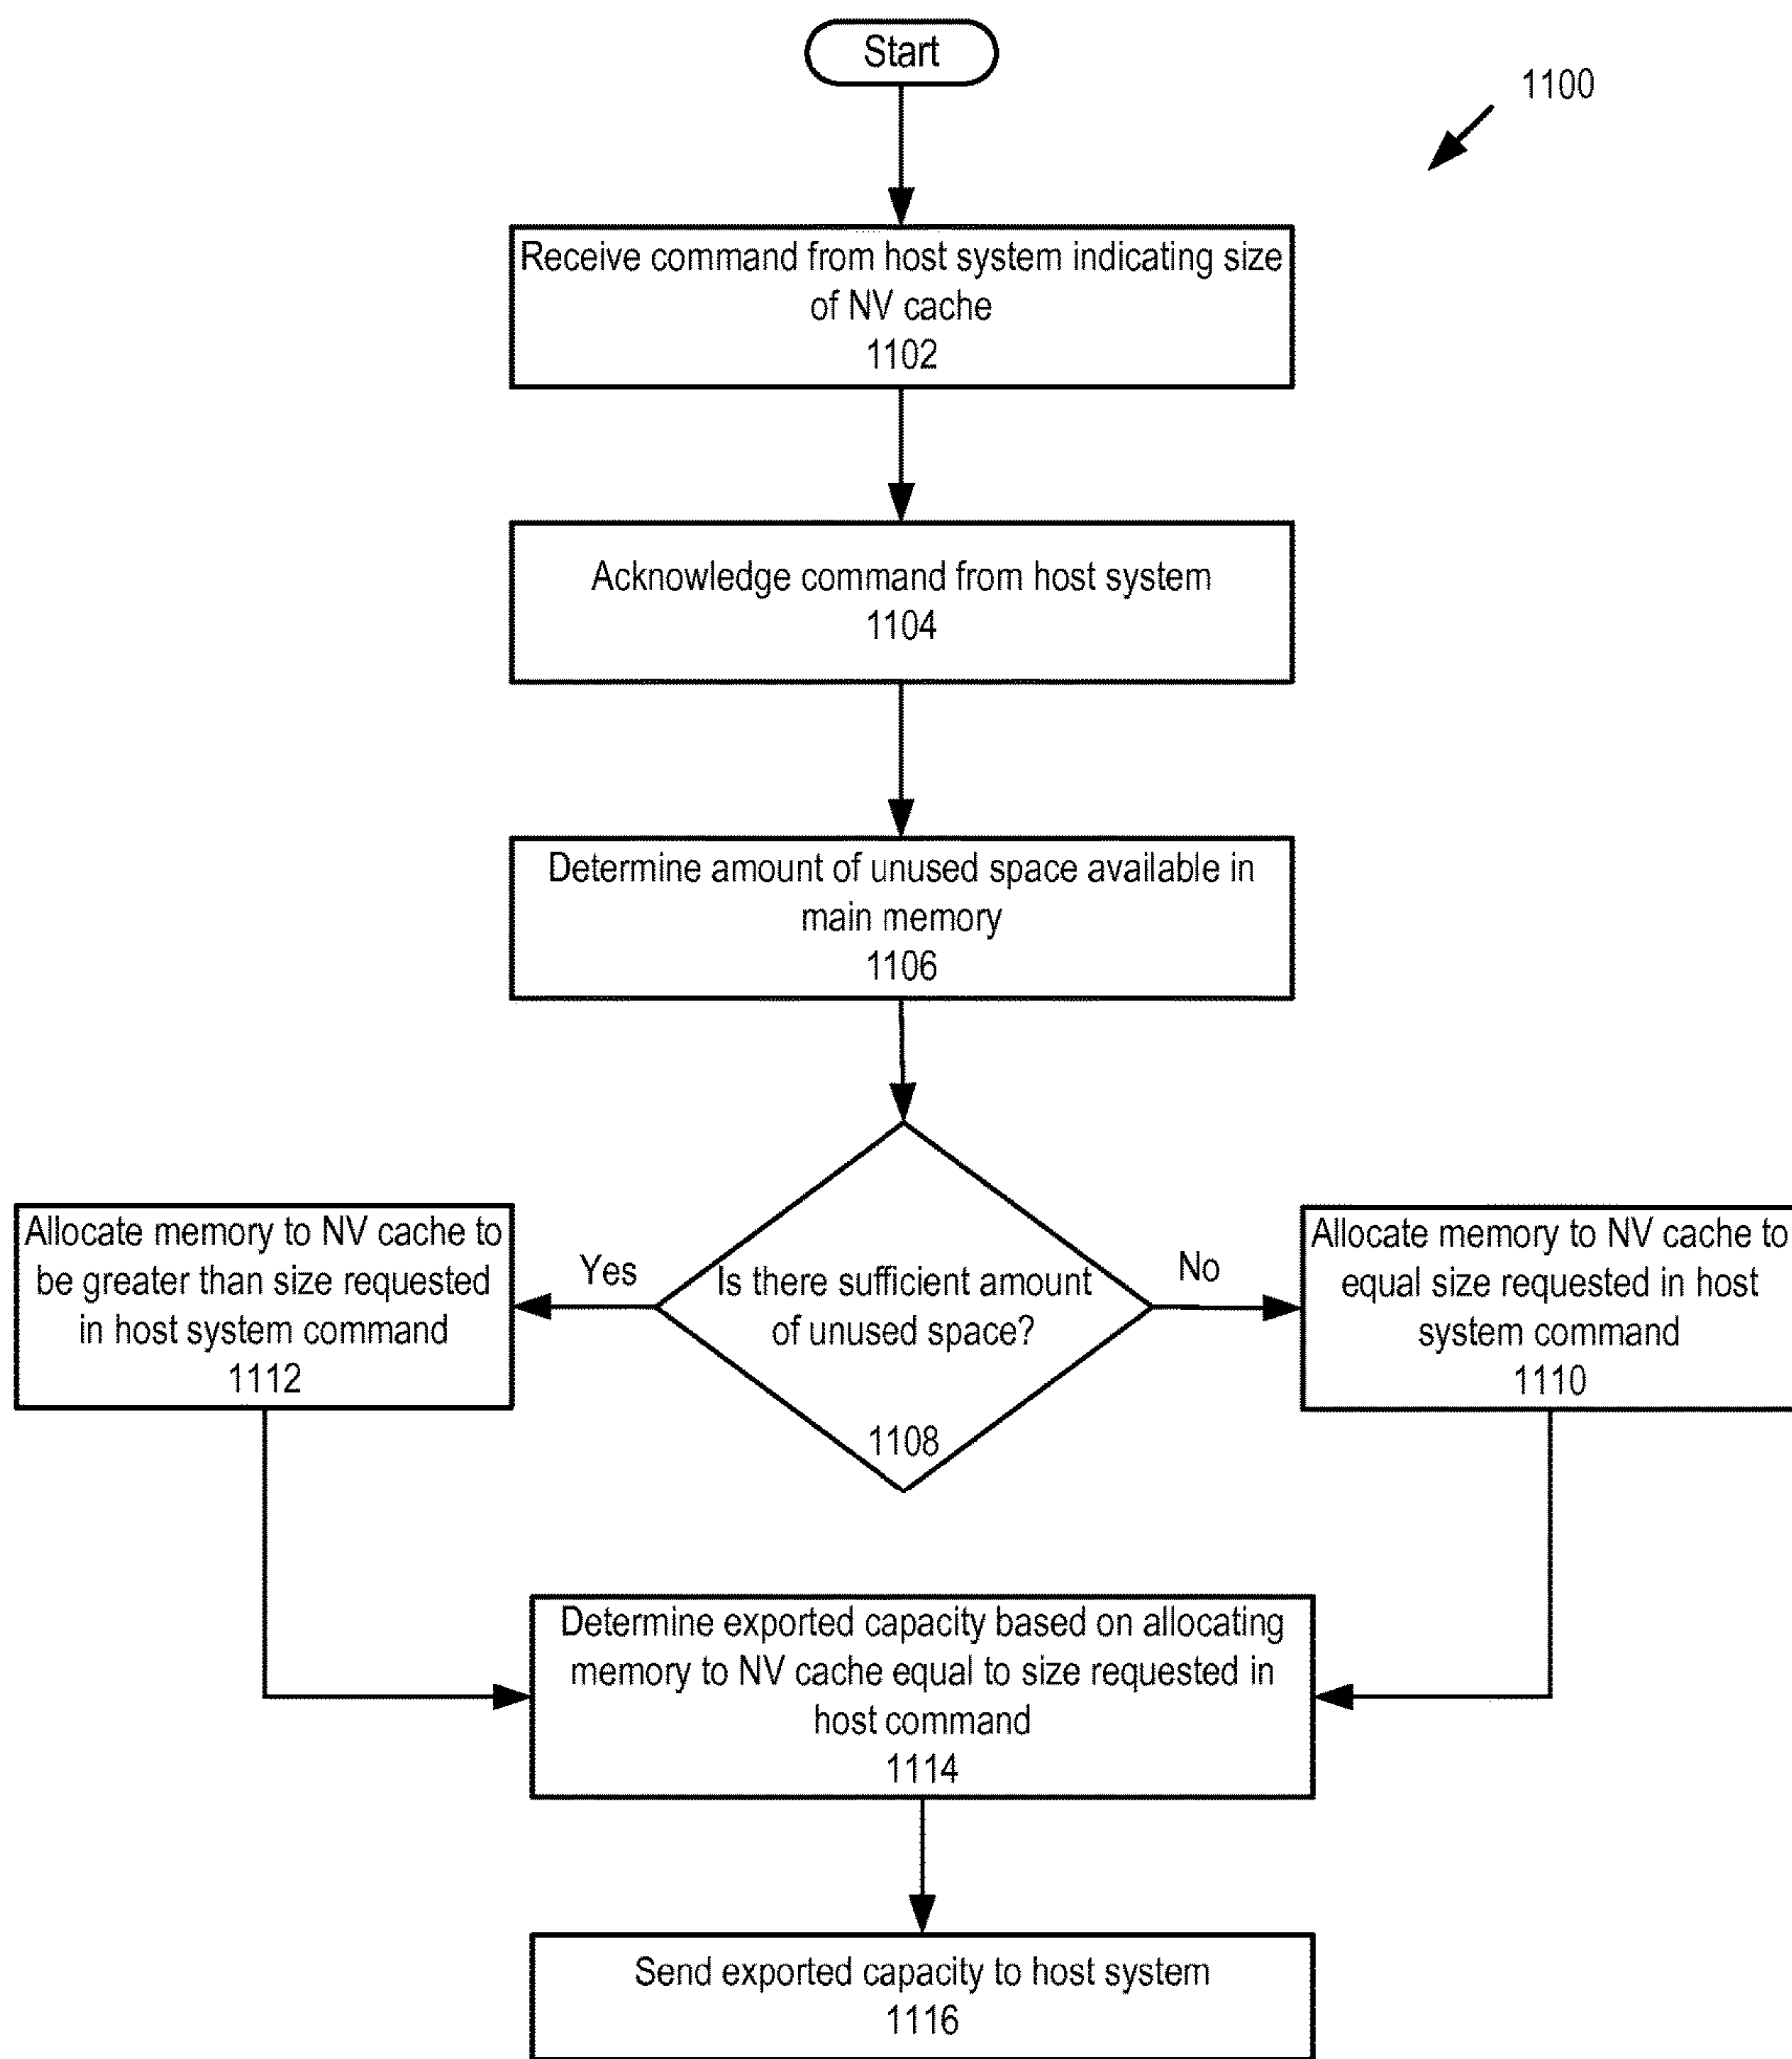 Start
1100
Receive command from host system indicating size
of NV cache
1102
Acknowledge command from host system
1104
Determine amount of unused space available in
main memory
1106
Allocate memory to NV cache to
be greater than size requested
in host system command
1112
Yes
Is there sufficient amount
of unused space?
1108
No
Allocate memory to NV cache to
equal size requested in host
system command
1110
Determine exported capacity based on allocating
memory to NV cache equal to size requested in
host command
1114
Send exported capacity to host system
1116